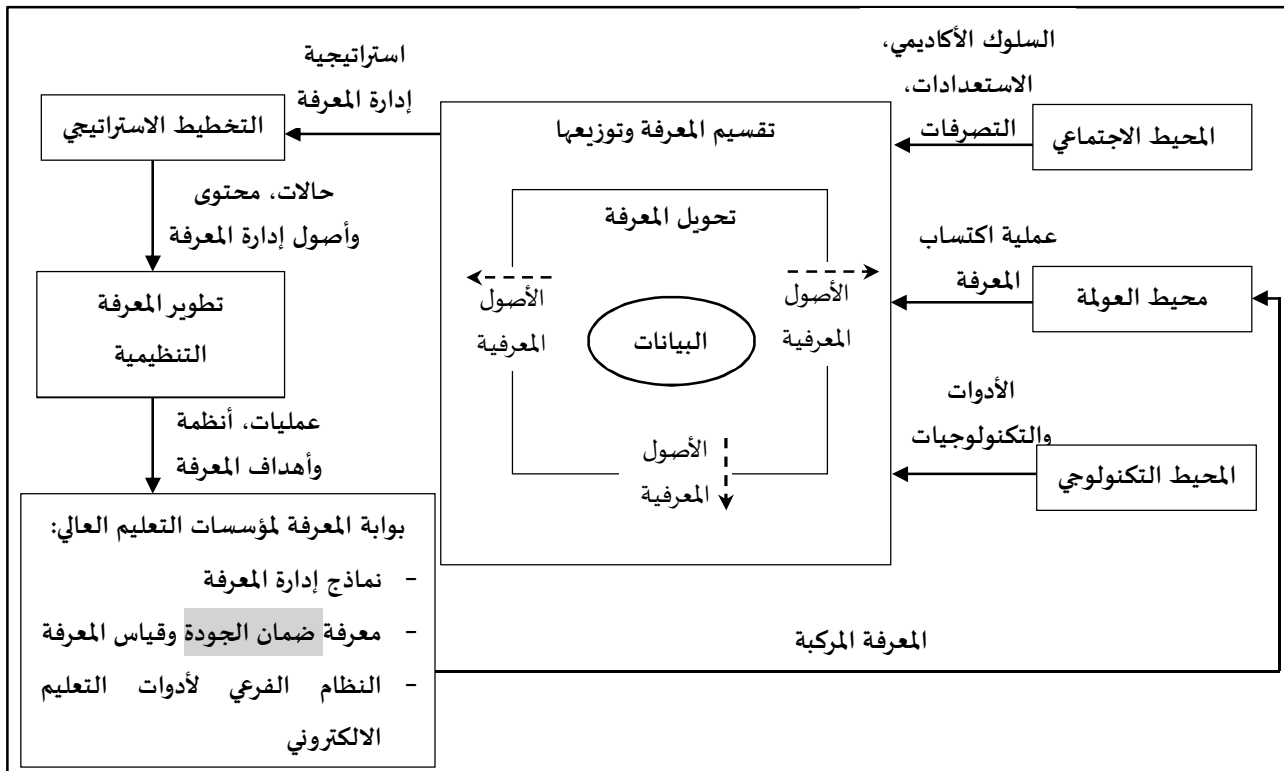 السلوك الأكاديمي،
الاستعدادات،
التصرفات
المحيط الاجتماعي
عملية اكتساب
المعرفة
محيط العولمة
الأدوات
والتكنولوجيات
المحيط التكنولوجي
تقسيم المعرفة وتوزيعها
تحويل المعرفة
الأصول
المعرفية
البيانات
الأصول
المعرفية
الأصول
المعرفية
استراتيجية
إدارة المعرفة
التخطيط الاستراتيجي
حالات، محتوى
وأصول إدارة المعرفة
تطوير المعرفة
التنظيمية
عمليات، أنظمة
وأهداف المعرفة
بوابة المعرفة لمؤسسات التعليم العالي:
- نماذج إدارة المعرفة
- معرفة ضمان الجودة وقياس المعرفة
- النظام الفرعي لأدوات التعليم
الالكتروني
المعرفة المركبة